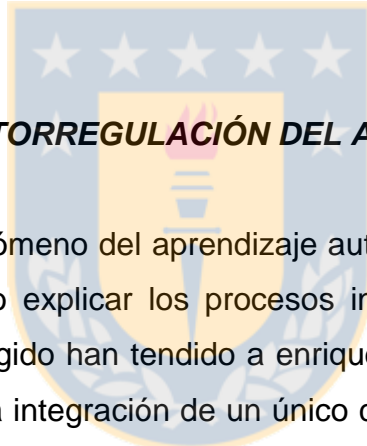 TORREGULACIÓN DEL A
ómeno del aprendizaje aut
o explicar los procesos in
gido han tendido a enrique
a integración de un único c